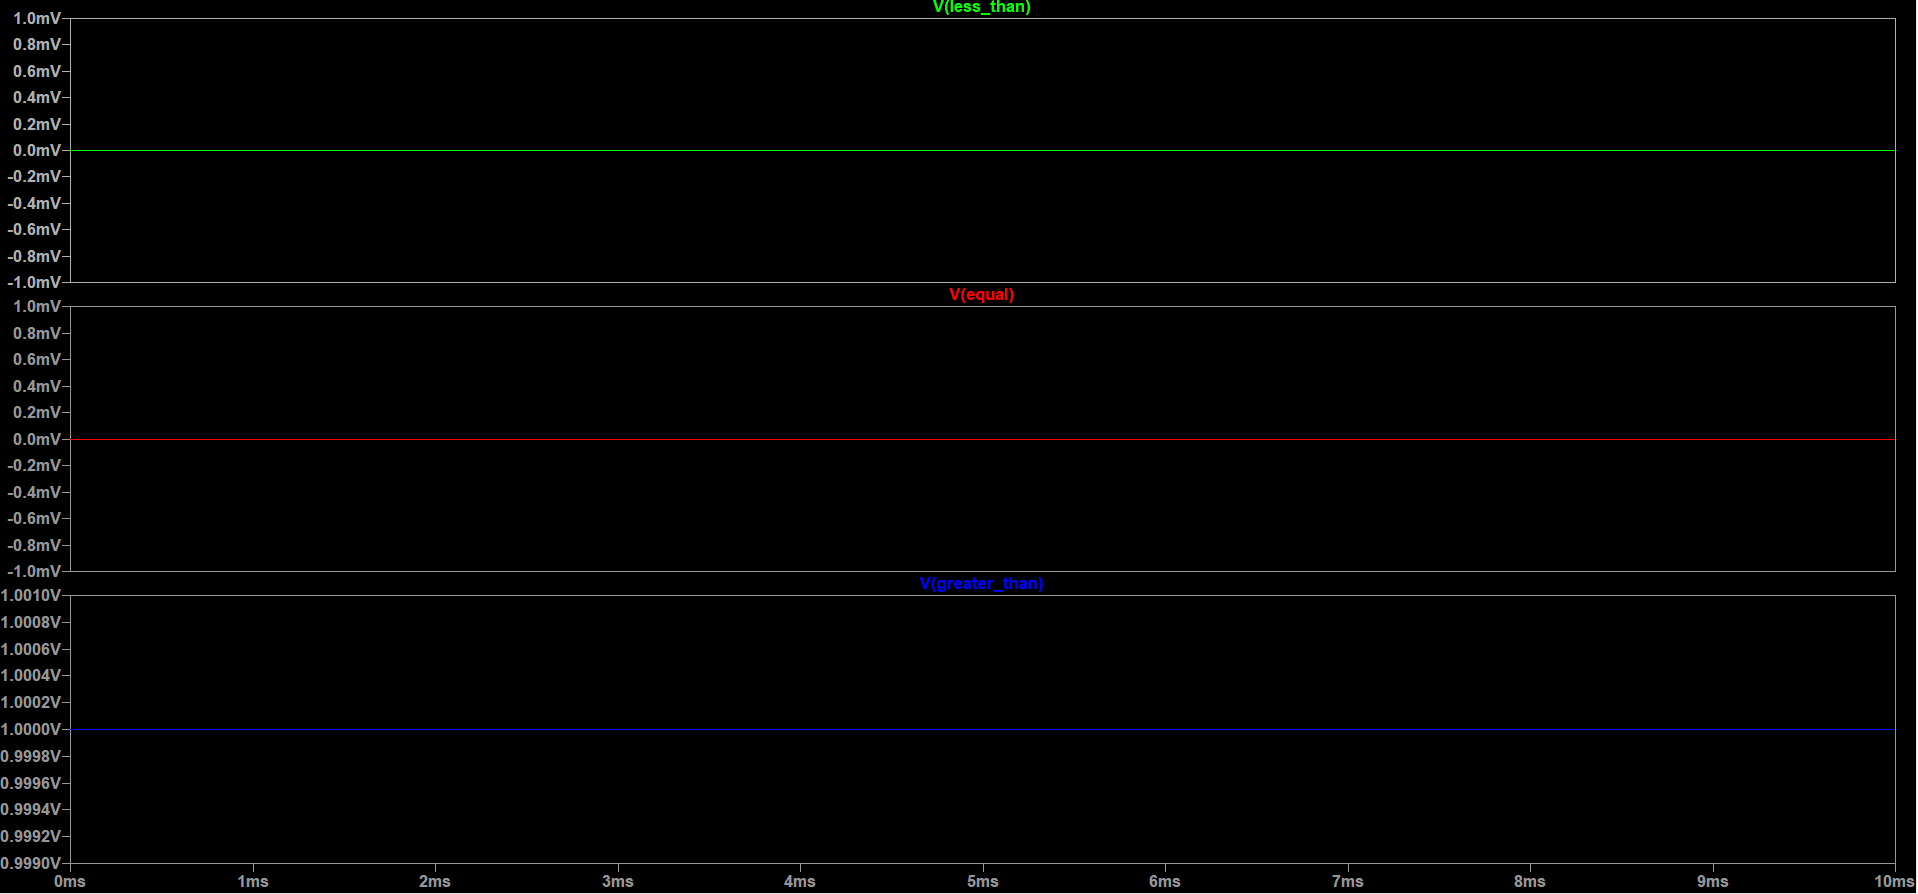 V(less_than)
1.0mV
0.8mV
0.6mV
0.4mV
0.2mV
0.0mV
-0.2mV
-0.4mV
-0.6mV
-0.8mV
-1.0mV
V(equal)
1.0mV
0.8mV
0.6mV
0.4mV
0.2mV
0.0mV
-0.2mV
-0.4mV
-0.6mV
-0.8mV
-1.0mV
V(greater_than)
1.0010V
1.0008V
1.0006V
1.0004V
1.0002V
1.0000V
0.9998V
0.9996V
0.9994V
0.9992V
0.9990V
0ms 1ms 2ms 3ms 4ms 5ms 6ms 7ms 8ms 9ms 10ms